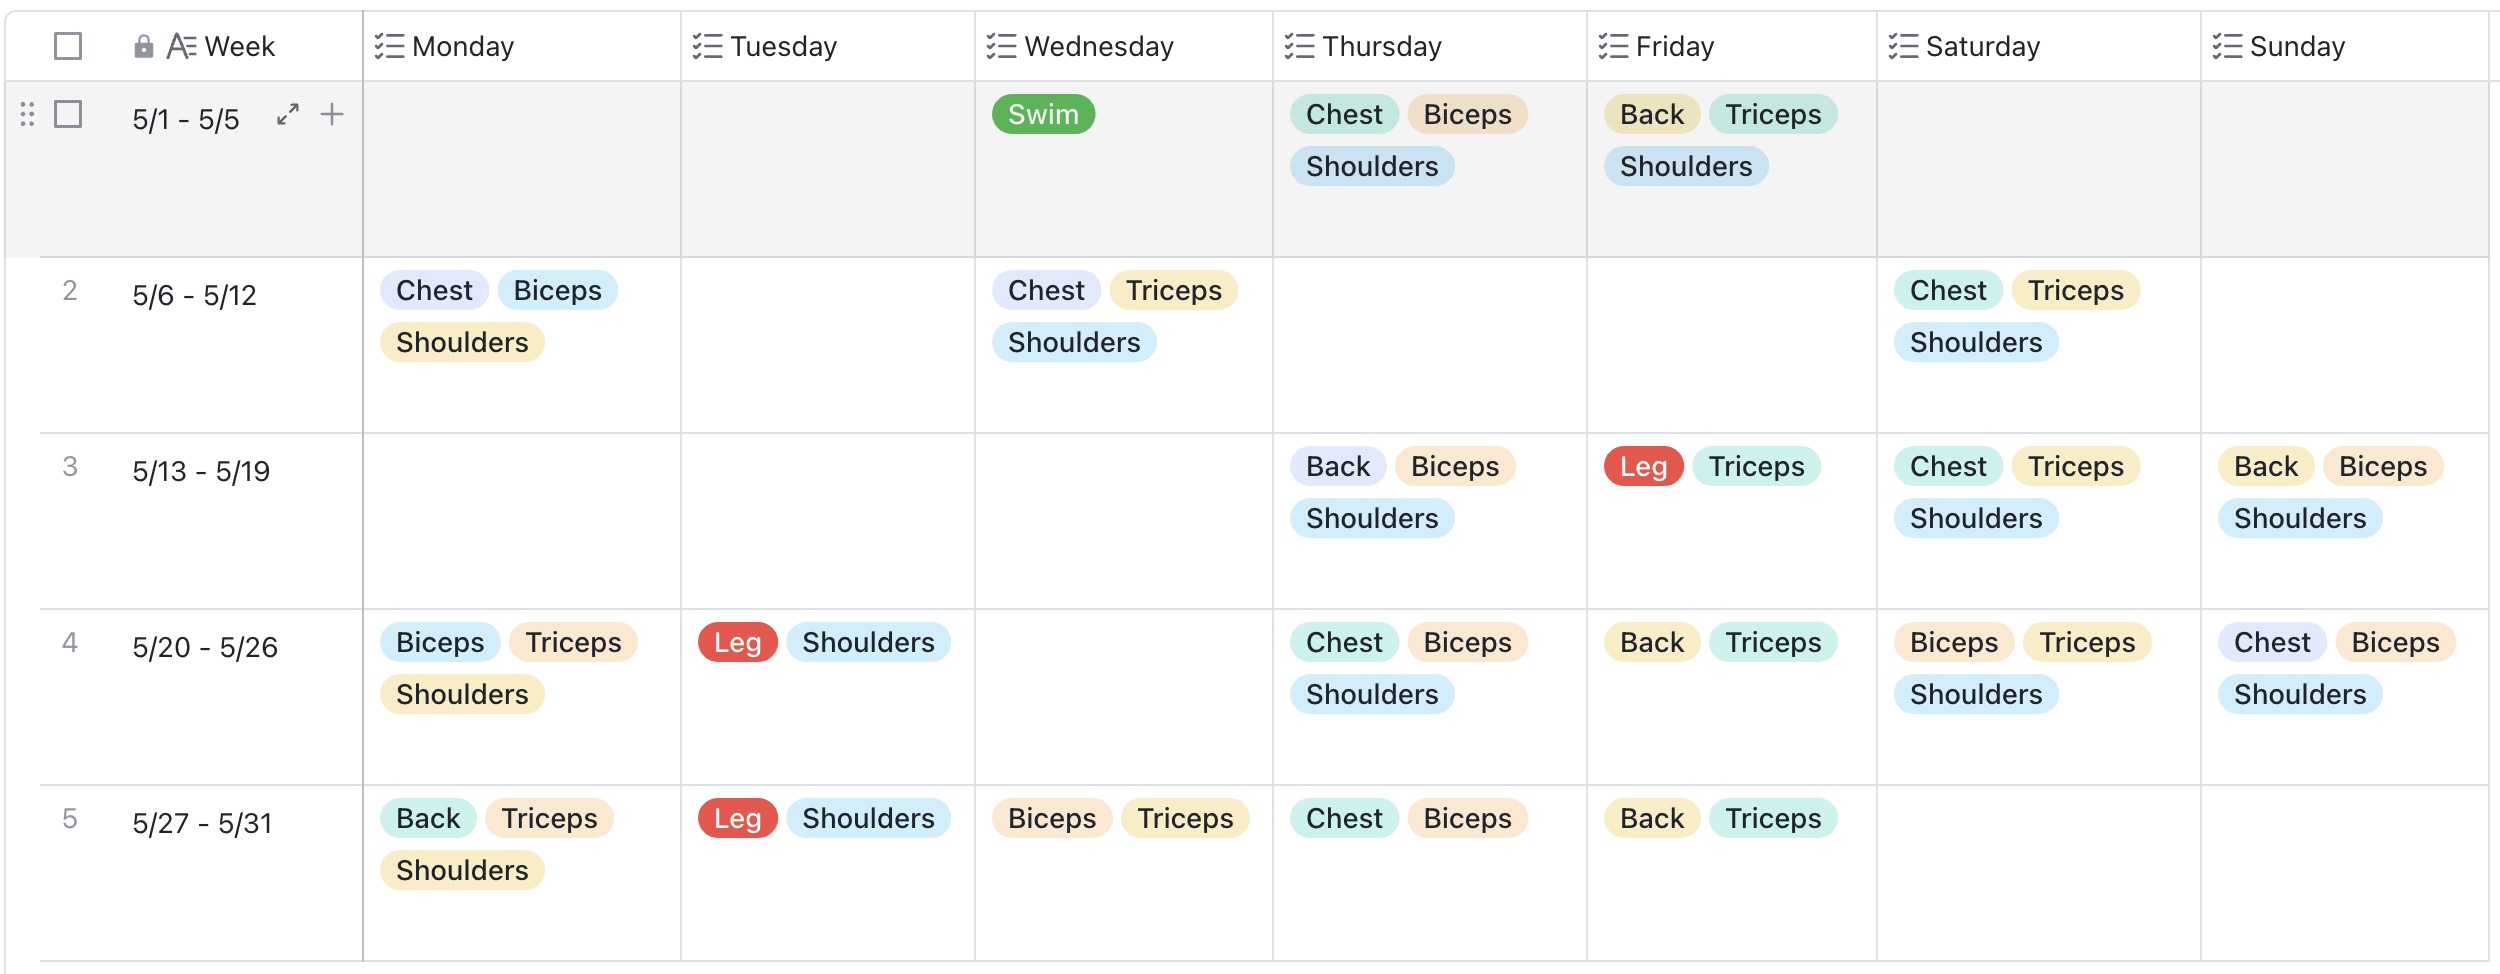 Week Monday Tuesday Wednesday Thursday Friday Saturday Sunday
5/1 - 5/5 Swim Chest Biceps Back Triceps
Shoulders Shoulders
2 5/6 - 5/12 Chest Biceps Chest Triceps Chest Triceps
Shoulders Shoulders Shoulders
3 5/13 - 5/19 Back Biceps Leg Triceps Chest Triceps Back Biceps
Shoulders Shoulders Shoulders
4 5/20 - 5/26 Biceps Triceps Leg Shoulders Chest Biceps Back Triceps Biceps Triceps Chest Biceps
Shoulders Shoulders Shoulders Shoulders
5 5/27 - 5/31 Back Triceps Leg Shoulders Biceps Triceps Chest Biceps Back Triceps
Shoulders